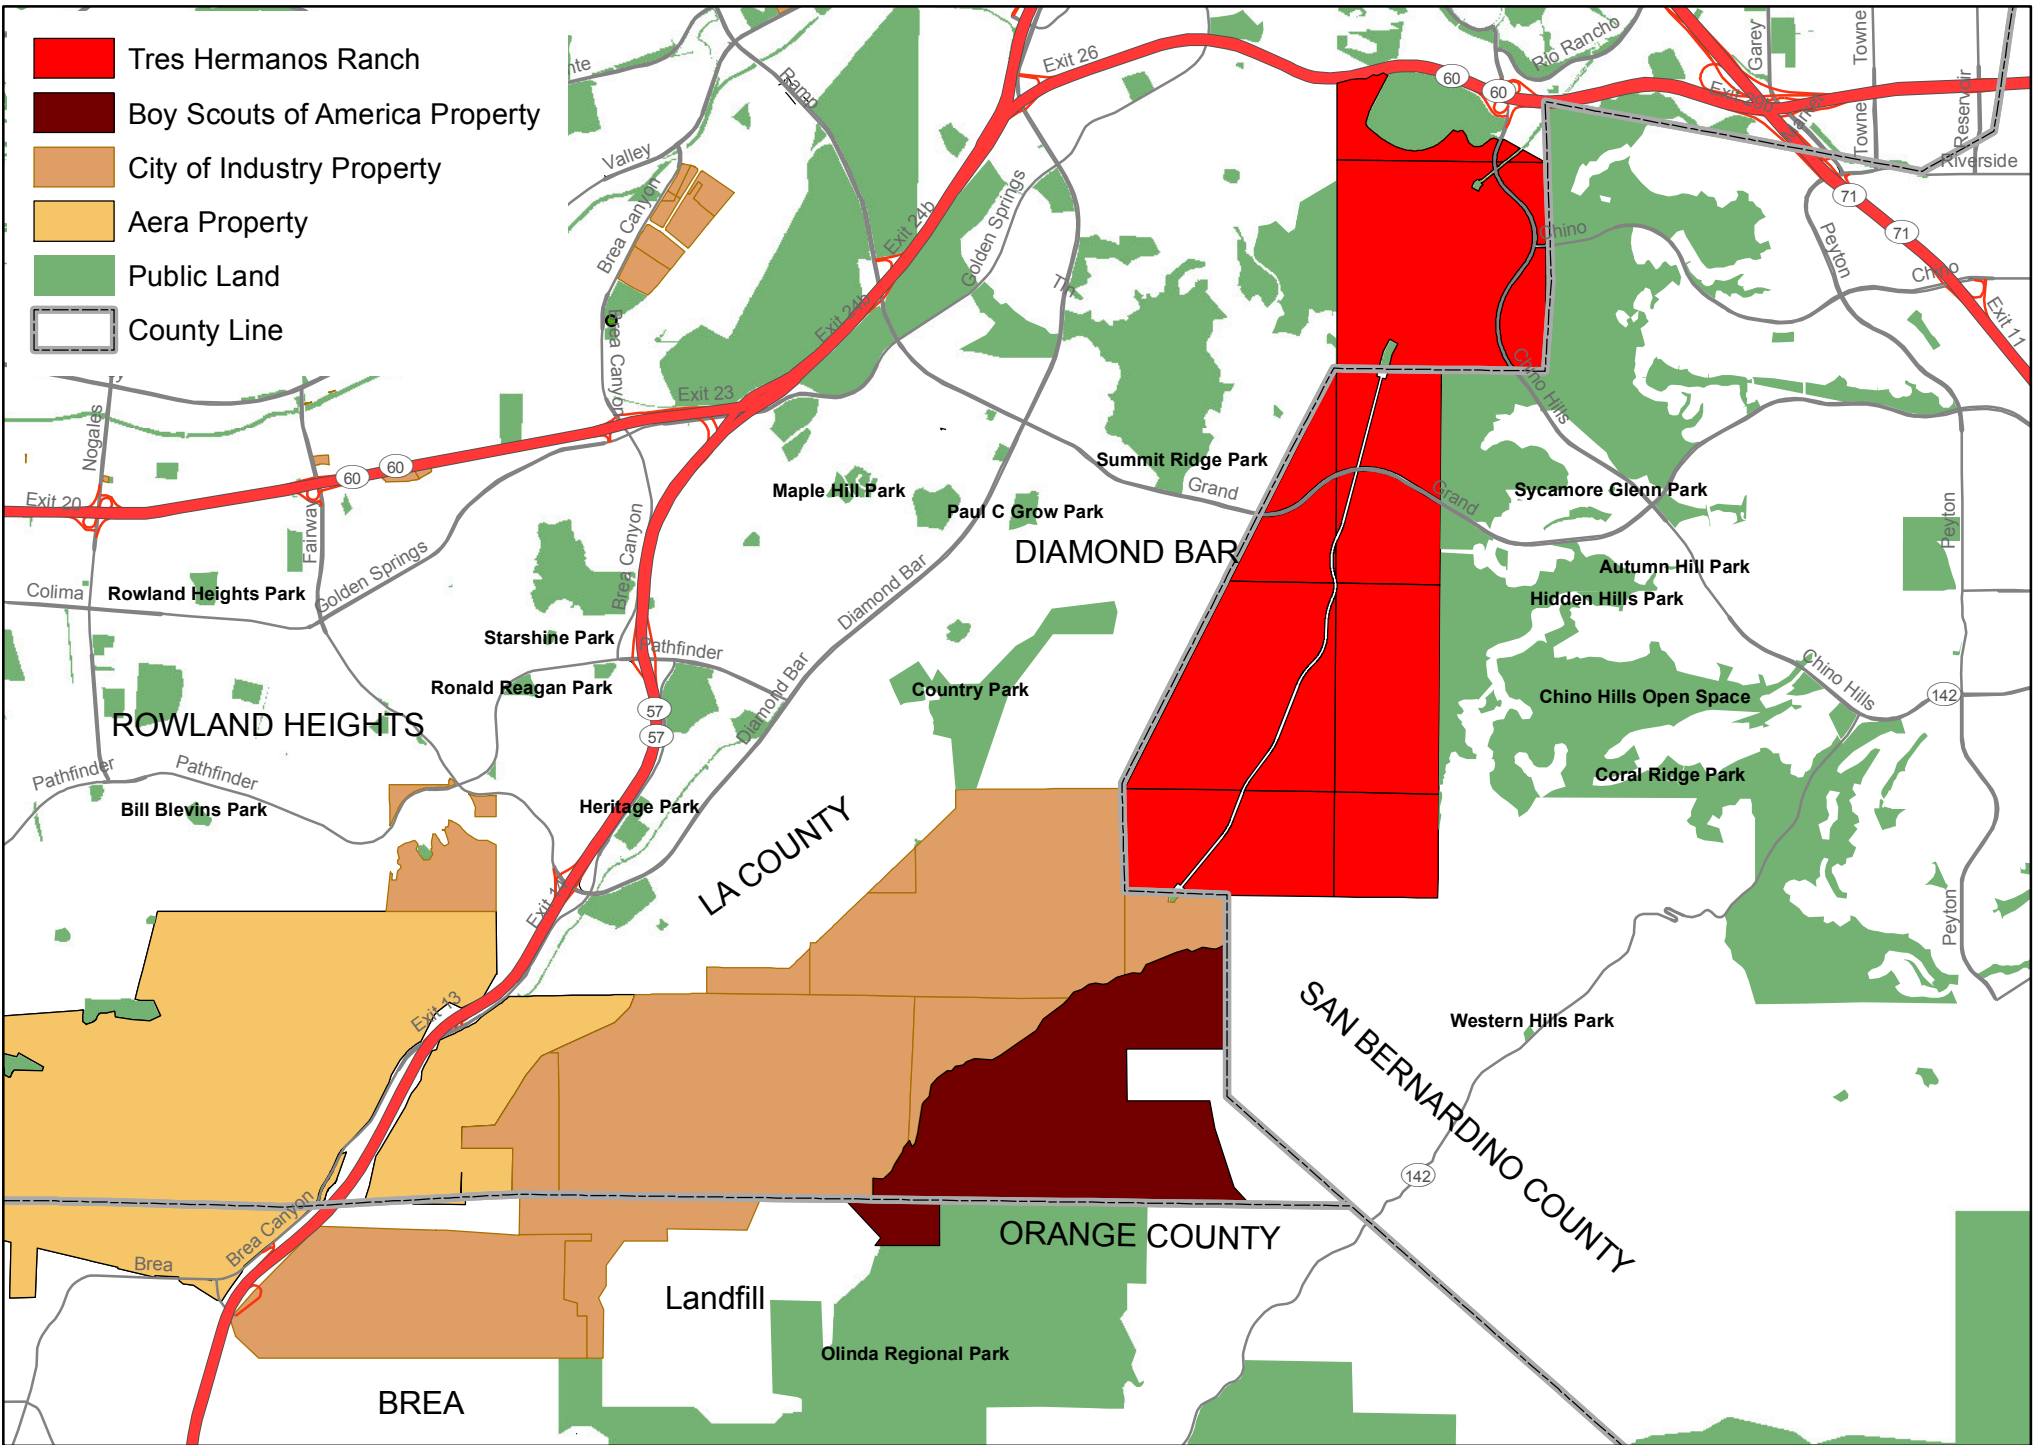 Tres Hermanos Ranch
Boy Scouts of America Property
City of Industry Property
Aera Property
Public Land
County Line
Ramp
Exit 26
60
60
Rio Rancho
Garey
Towne
Towne
Reservoir
Riverside
Valley
Brea Canyon
Exit 24b
Golden Springs
71
71
Peyton
Chino
Chino
Exit 11
Brea Canyon
Exit 24b
Exit 23
Chino Hills
Nogales
60
60
Exit 20
Fairway
Maple Hill Park
Summit Ridge Park
Grand
Grand
Sycamore Glenn Park
Paul C Grow Park
Peyton
DIAMOND BAR
Brea Canyon
Golden Springs
Autumn Hill Park
Colima
Rowland Heights Park
Hidden Hills Park
Diamond Bar
Starshine Park
Pathfinder
Ronald Reagan Park
Country Park
Chino Hills Open Space
Chino Hills
142
57
57
Diamond Bar
ROWLAND HEIGHTS
Pathfinder
Pathfinder
Coral Ridge Park
Bill Blevins Park
Heritage Park
LA COUNTY
Exit 14
Peyton
Exit 13
Western Hills Park
SAN BERNARDINO COUNTY
142
Brea Canyon
Brea
ORANGE COUNTY
Landfill
Olinda Regional Park
BREA